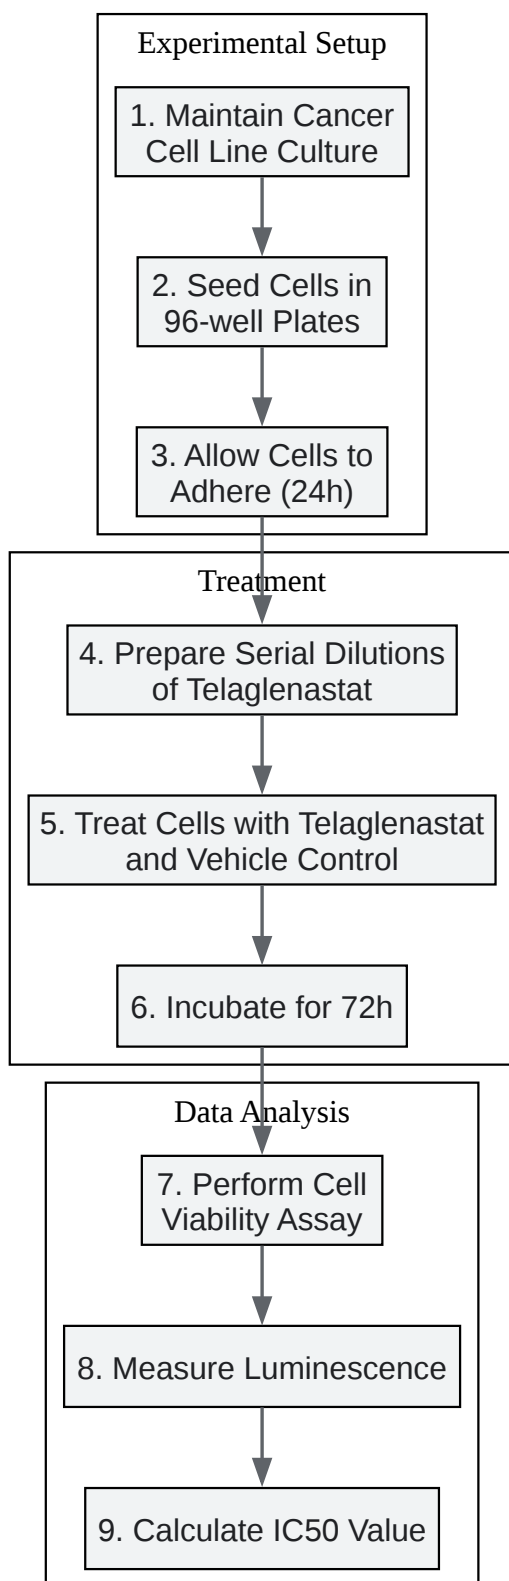 Experimental Setup
1. Maintain Cancer
Cell Line Culture
2. Seed Cells in
96-well Plates
3. Allow Cells to
Adhere (24h)
Treatment
4. Prepare Serial Dilutions
of Telaglenastat
5. Treat Cells with Telaglenastat
and Vehicle Control
6. Incubate for 72h
Data Analysis
7. Perform Cell
Viability Assay
8. Measure Luminescence
9. Calculate IC50 Value